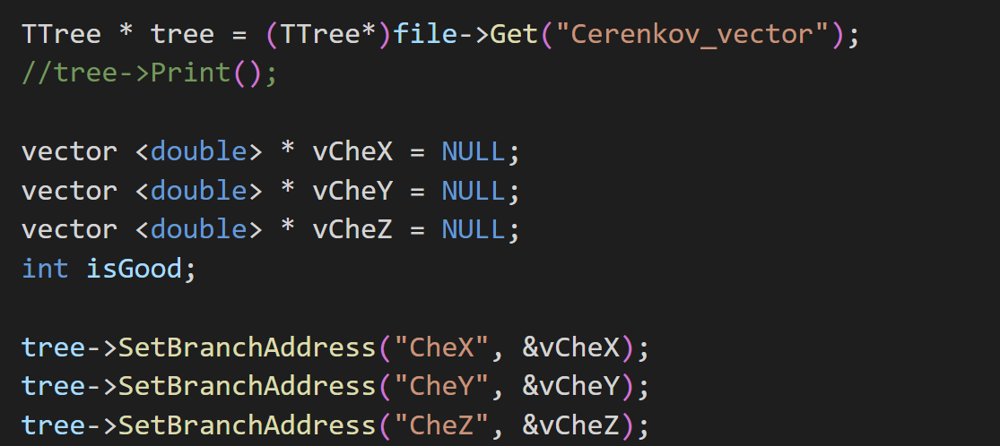 TTree * tree = (TTree*)file->Get("Cerenkov_vector");
//tree->Print();
vector <double> * vCheX = NULL;
vector <double> * vCheY = NULL;
vector <double> * vCheZ = NULL;
int isGood;
tree->SetBranchAddress("CheX", &vCheX);
tree->SetBranchAddress("CheY", &vCheY);
tree->SetBranchAddress("CheZ", &vCheZ);